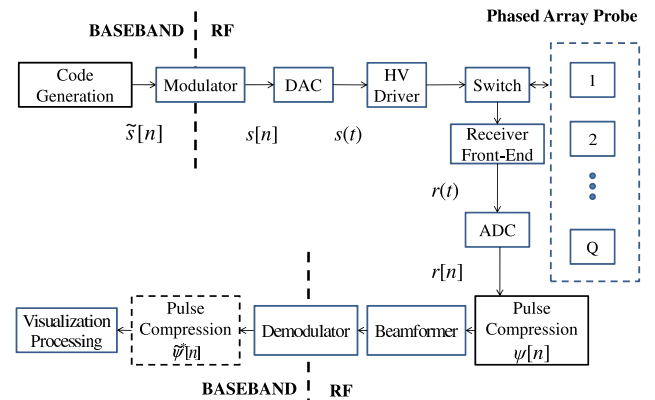 Phased Array Probe
BASEBAND
RF
Code
Generation
Modulator
DAC
HV
Driver
Switch
1
s̃[n]
s[n]
s(t)
Receiver
Front-End
2
r(t)
ADC
Q
r[n]
Visualization
Processing
Pulse
Compression
ψ̃*[n]
Demodulator
Beamformer
Pulse
Compression
ψ[n]
BASEBAND
RF